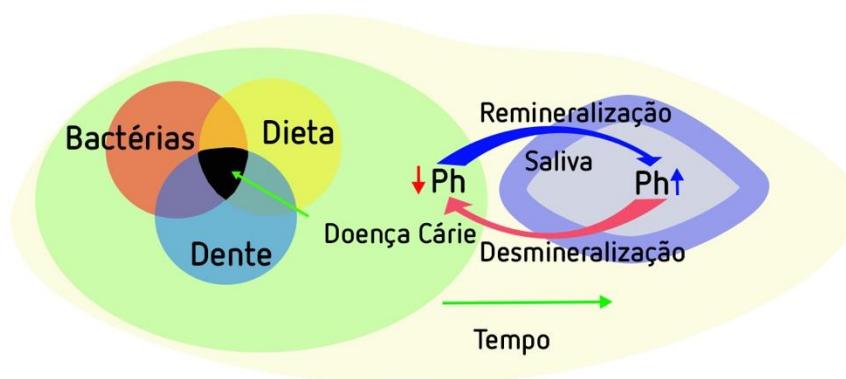 Bactérias
Dieta
Dente
Doença Cárie
Remineralização
Saliva
↓Ph
Ph↑
Desmineralização
Tempo